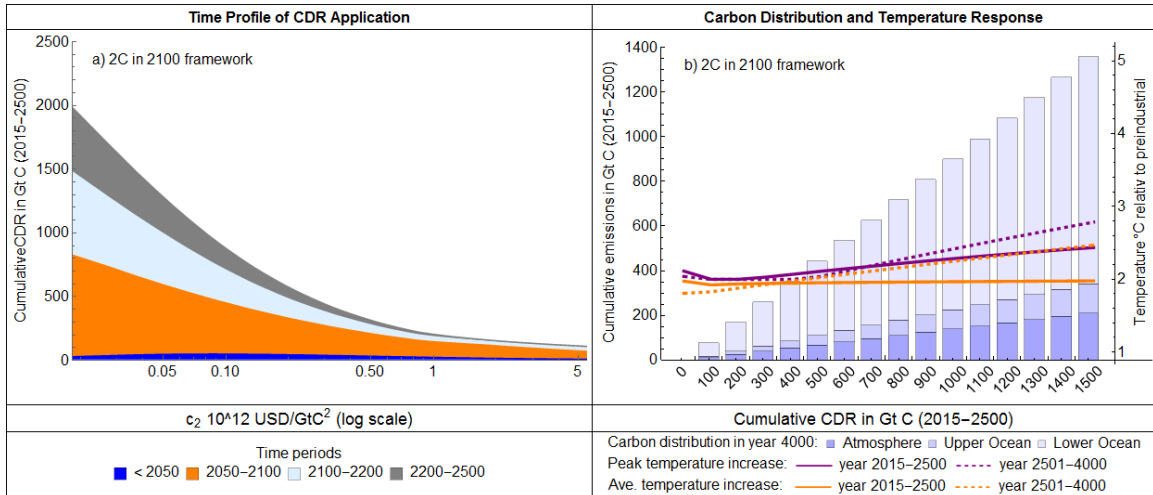 Time Profile of CDR Application
Carbon Distribution and Temperature Response
a) 2C in 2100 framework
CumulativeCDR in Gt C (2015−2500)
2500
2000
1500
1000
500
0
0.05 0.10 0.50 1 5
b) 2C in 2100 framework
Cumulative emissions in Gt C (2015−2500)
1400
1200
1000
800
600
400
200
0
5
4
3
2
1
Temperature °C relativ to preindustrial
0 100 200 300 400 500 600 700 800 900 1000 1100 1200 1300 1400 1500
c₂ 10^12 USD/GtC² (log scale)
Cumulative CDR in Gt C (2015−2500)
Time periods
< 2050 2050−2100 2100−2200 2200−2500
Carbon distribution in year 4000: Atmosphere Upper Ocean Lower Ocean
Peak temperature increase: year 2015−2500 year 2501−4000
Ave. temperature increase: year 2015−2500 year 2501−4000